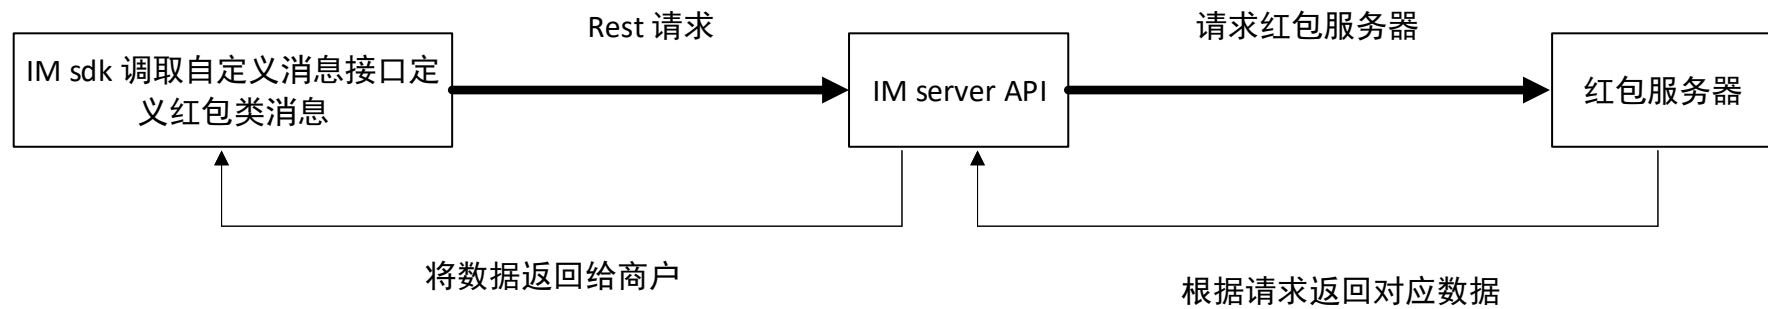 Rest 请求
请求红包服务器
IM sdk 调取自定义消息接口定
义红包类消息
IM server API
红包服务器
将数据返回给商户
根据请求返回对应数据